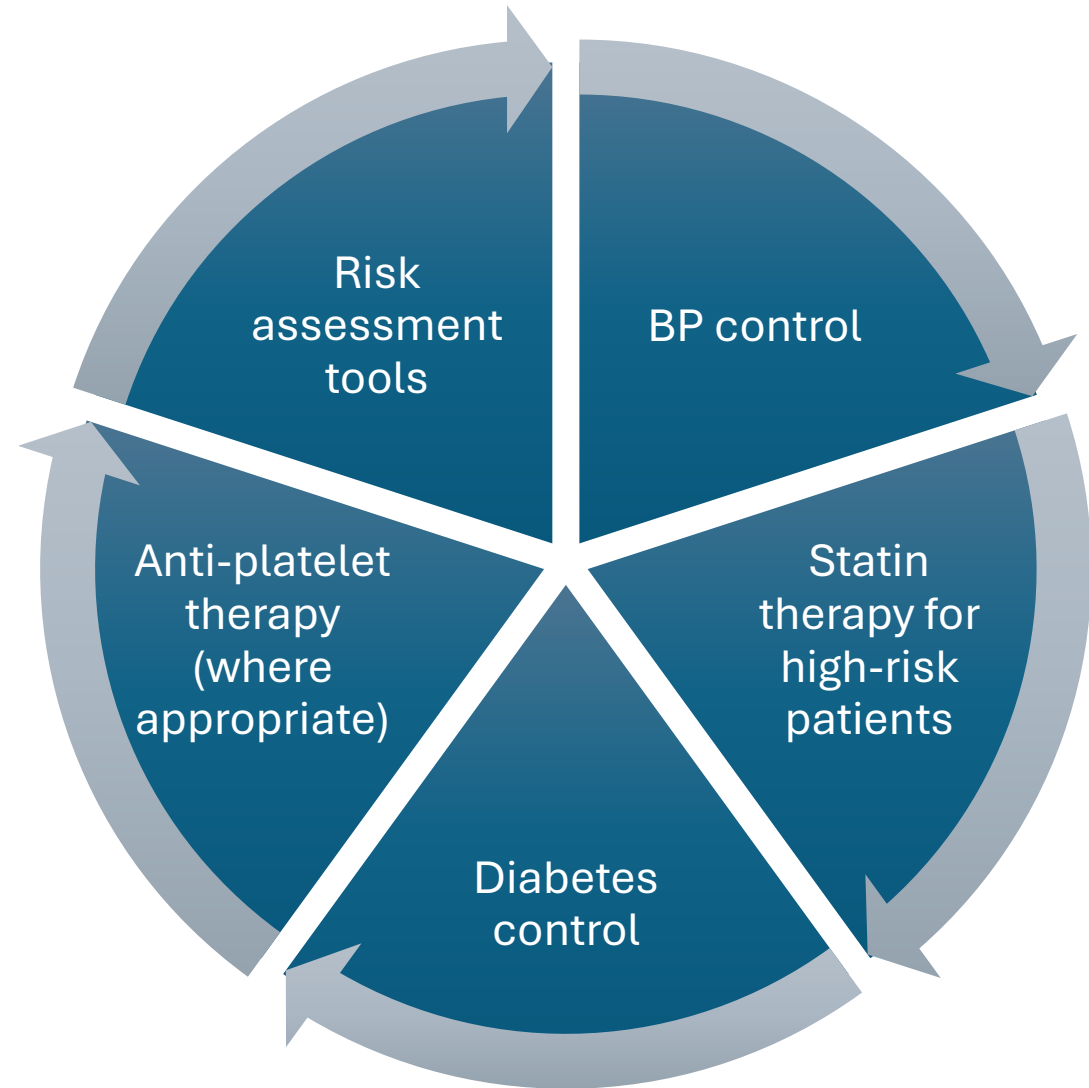 BP control
Statin
therapy for
high-risk
patients
Diabetes
control
Anti-platelet
therapy
(where
appropriate)
Risk
assessment
tools